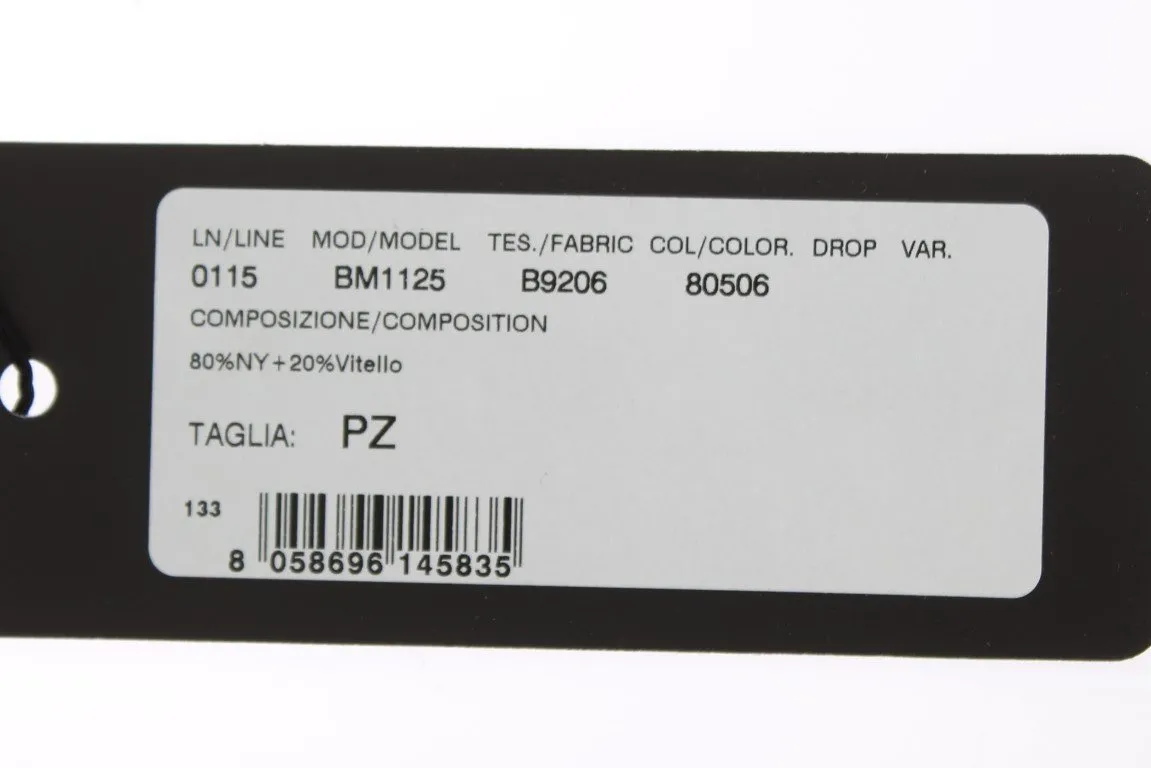 LN/LINE MOD/MODEL TES./FABRIC COL/COLOR. DROP VAR.
0115 BM1125 B9206 80506
COMPOSIZIONE/COMPOSITION
80%NY+20%Vitello
TAGLIA: PZ
133
8 058696 145835